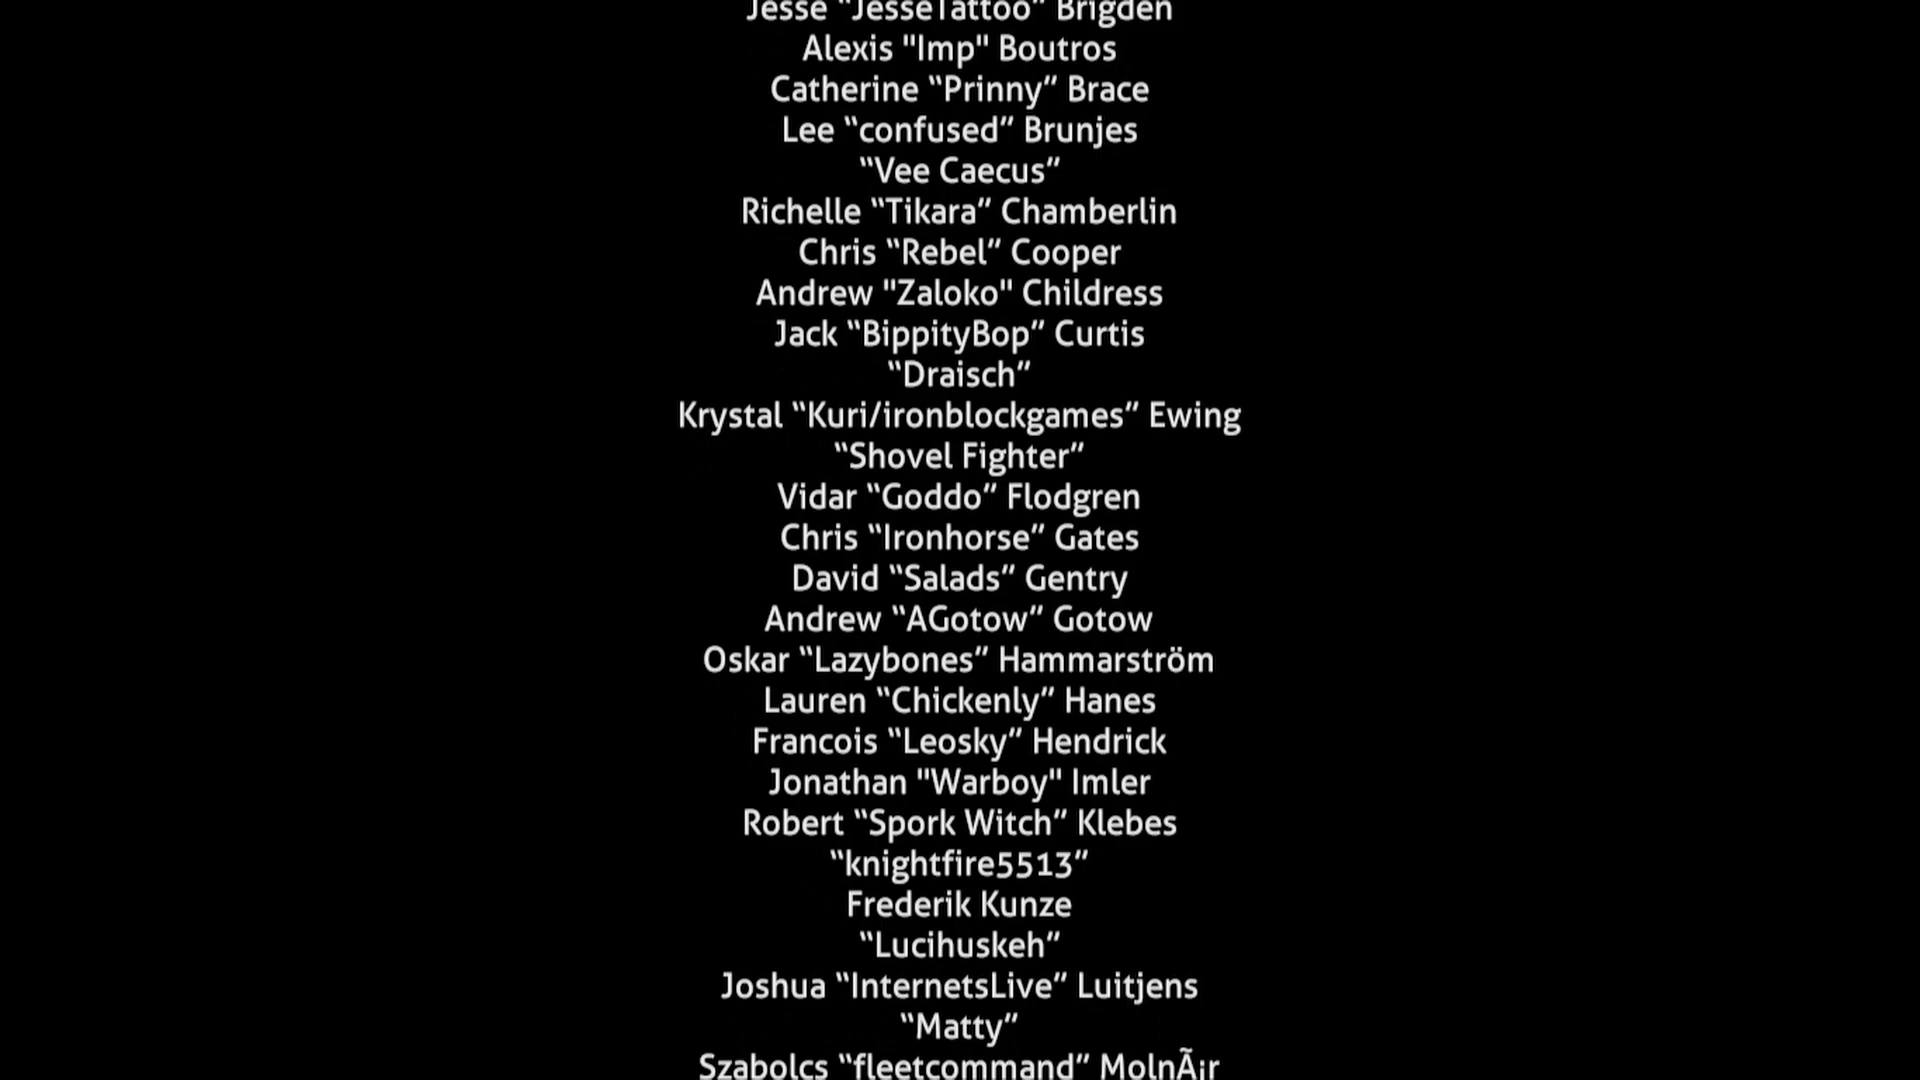 Jesse “JesseTattoo” Brigden
Alexis "Imp" Boutros
Catherine “Prinny” Brace
Lee “confused” Brunjes
“Vee Caecus”
Richelle “Tikara” Chamberlin
Chris “Rebel” Cooper
Andrew "Zaloko" Childress
Jack “BippityBop” Curtis
“Draisch”
Krystal “Kuri/ironblockgames” Ewing
“Shovel Fighter”
Vidar “Goddo” Flodgren
Chris “Ironhorse” Gates
David “Salads” Gentry
Andrew “AGotow” Gotow
Oskar “Lazybones” Hammarström
Lauren “Chickenly” Hanes
Francois “Leosky” Hendrick
Jonathan "Warboy" Imler
Robert “Spork Witch” Klebes
“knightfire5513”
Frederik Kunze
“Lucihuskeh”
Joshua “InternetsLive” Luitjens
“Matty”
Szabolcs “fleetcommand” MolnÃ¡r